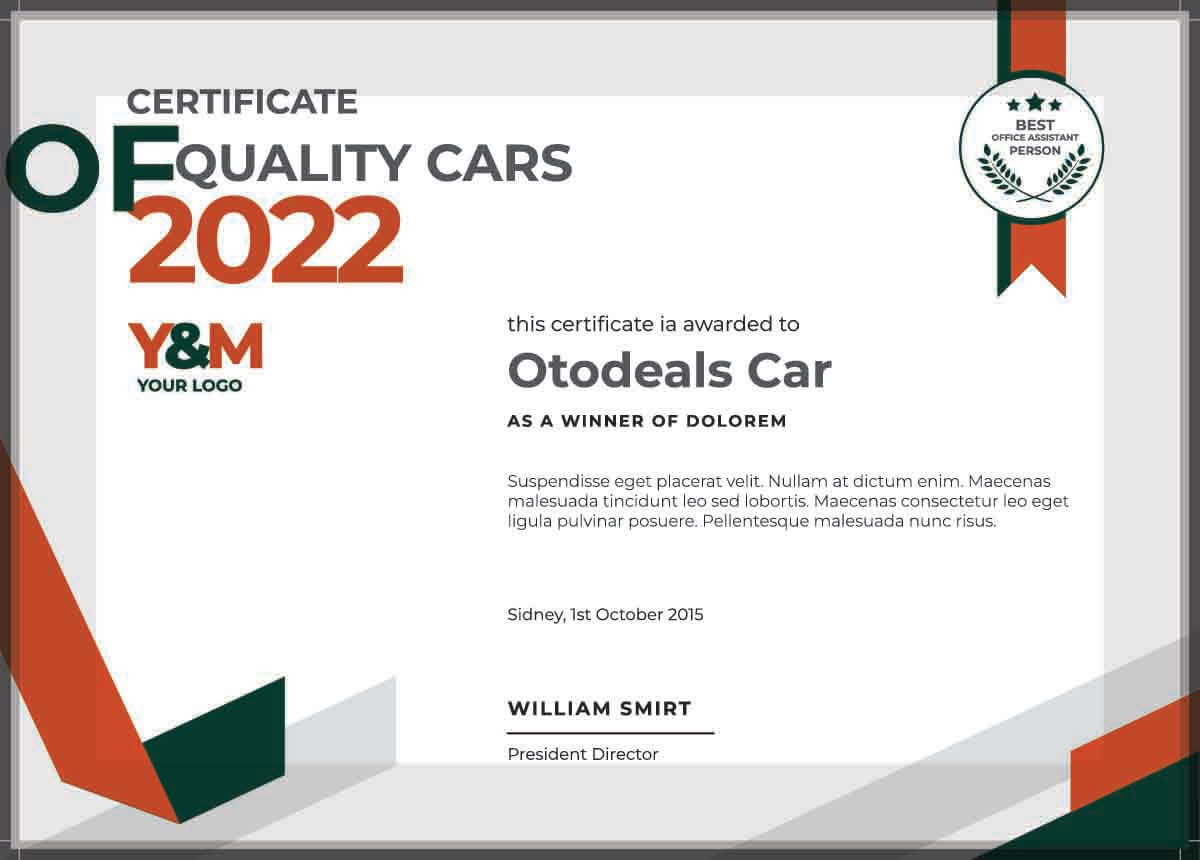 CERTIFICATE
OF
QUALITY CARS
2022
BEST
OFFICE ASSISTANT
PERSON
Y&M
YOUR LOGO
this certificate ia awarded to
Otodeals Car
AS A WINNER OF DOLOREM
Suspendisse eget placerat velit. Nullam at dictum enim. Maecenas
malesuada tincidunt leo sed lobortis. Maecenas consectetur leo eget
ligula pulvinar posuere. Pellentesque malesuada nunc risus.
Sidney, 1st October 2015
WILLIAM SMIRT
President Director